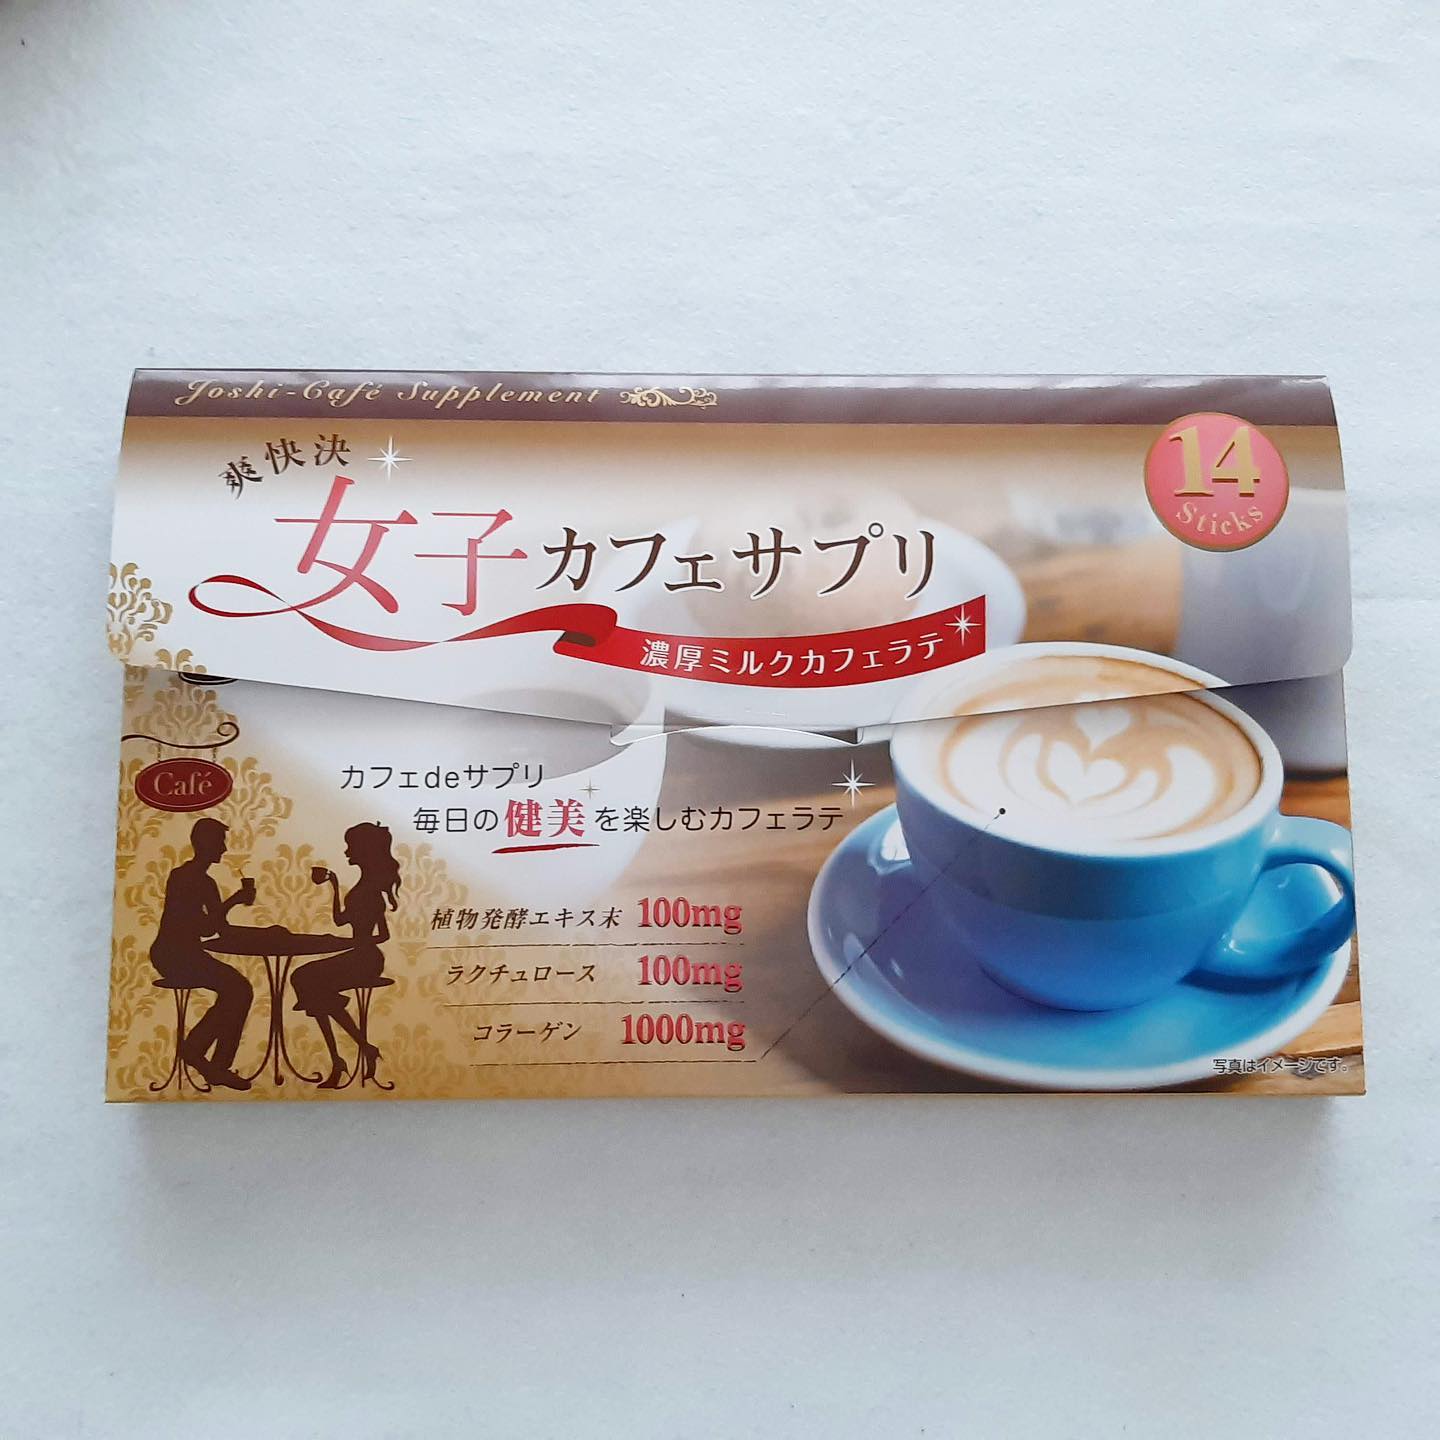 Joshi-Café Supplement
爽快決
女子カフェサプリ
濃厚ミルクカフェラテ
14
Sticks
Café
カフェdeサプリ
毎日の健美を楽しむカフェラテ
植物発酵エキス末 100mg
ラクチュロース 100mg
コラーゲン 1000mg
写真はイメージです。